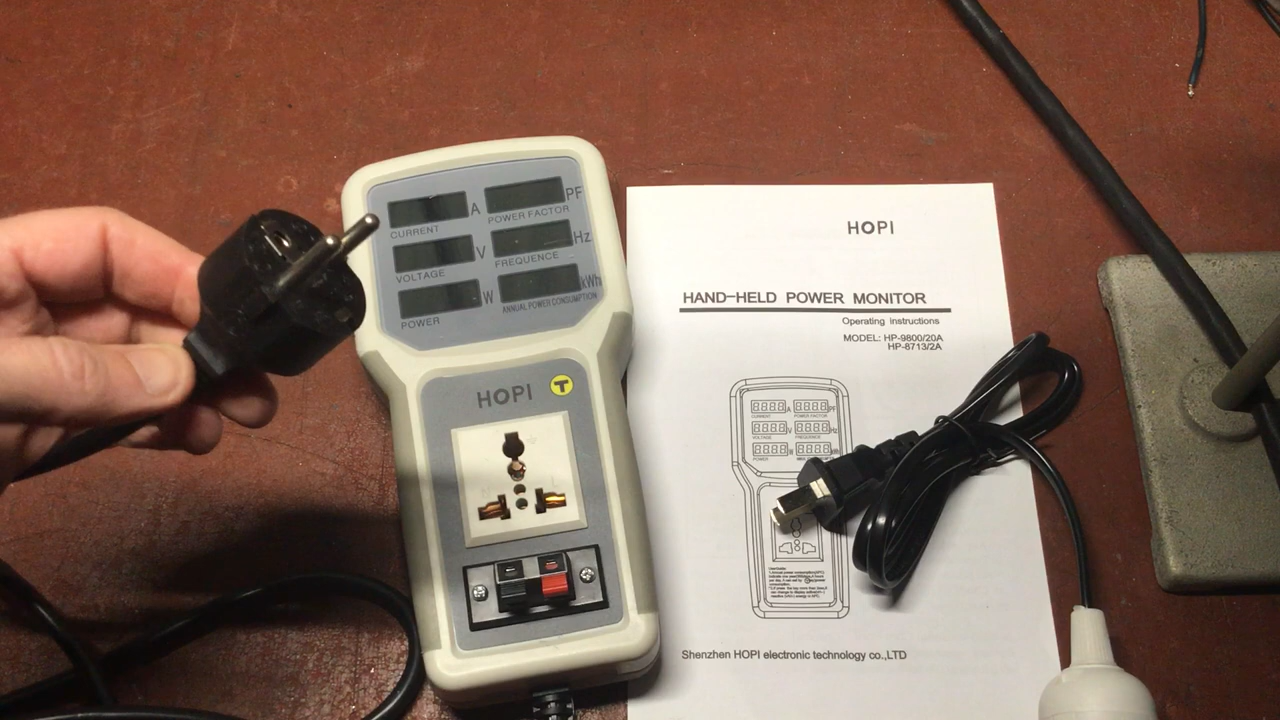 A
CURRENT
PF
POWER FACTOR
V
VOLTAGE
Hz
FREQUENCE
W
POWER
kWh
ANNUAL POWER CONSUMPTION
HOPI
T
N
L
HOPI
HAND-HELD POWER MONITOR
Operating instructions
MODEL: HP-9800/20A
HP-8713/2A
A
PF
CURRENT
POWER FACTOR
V
Hz
VOLTAGE
FREQUENCE
W
POWER
Shenzhen HOPI electronic technology co.,LTD